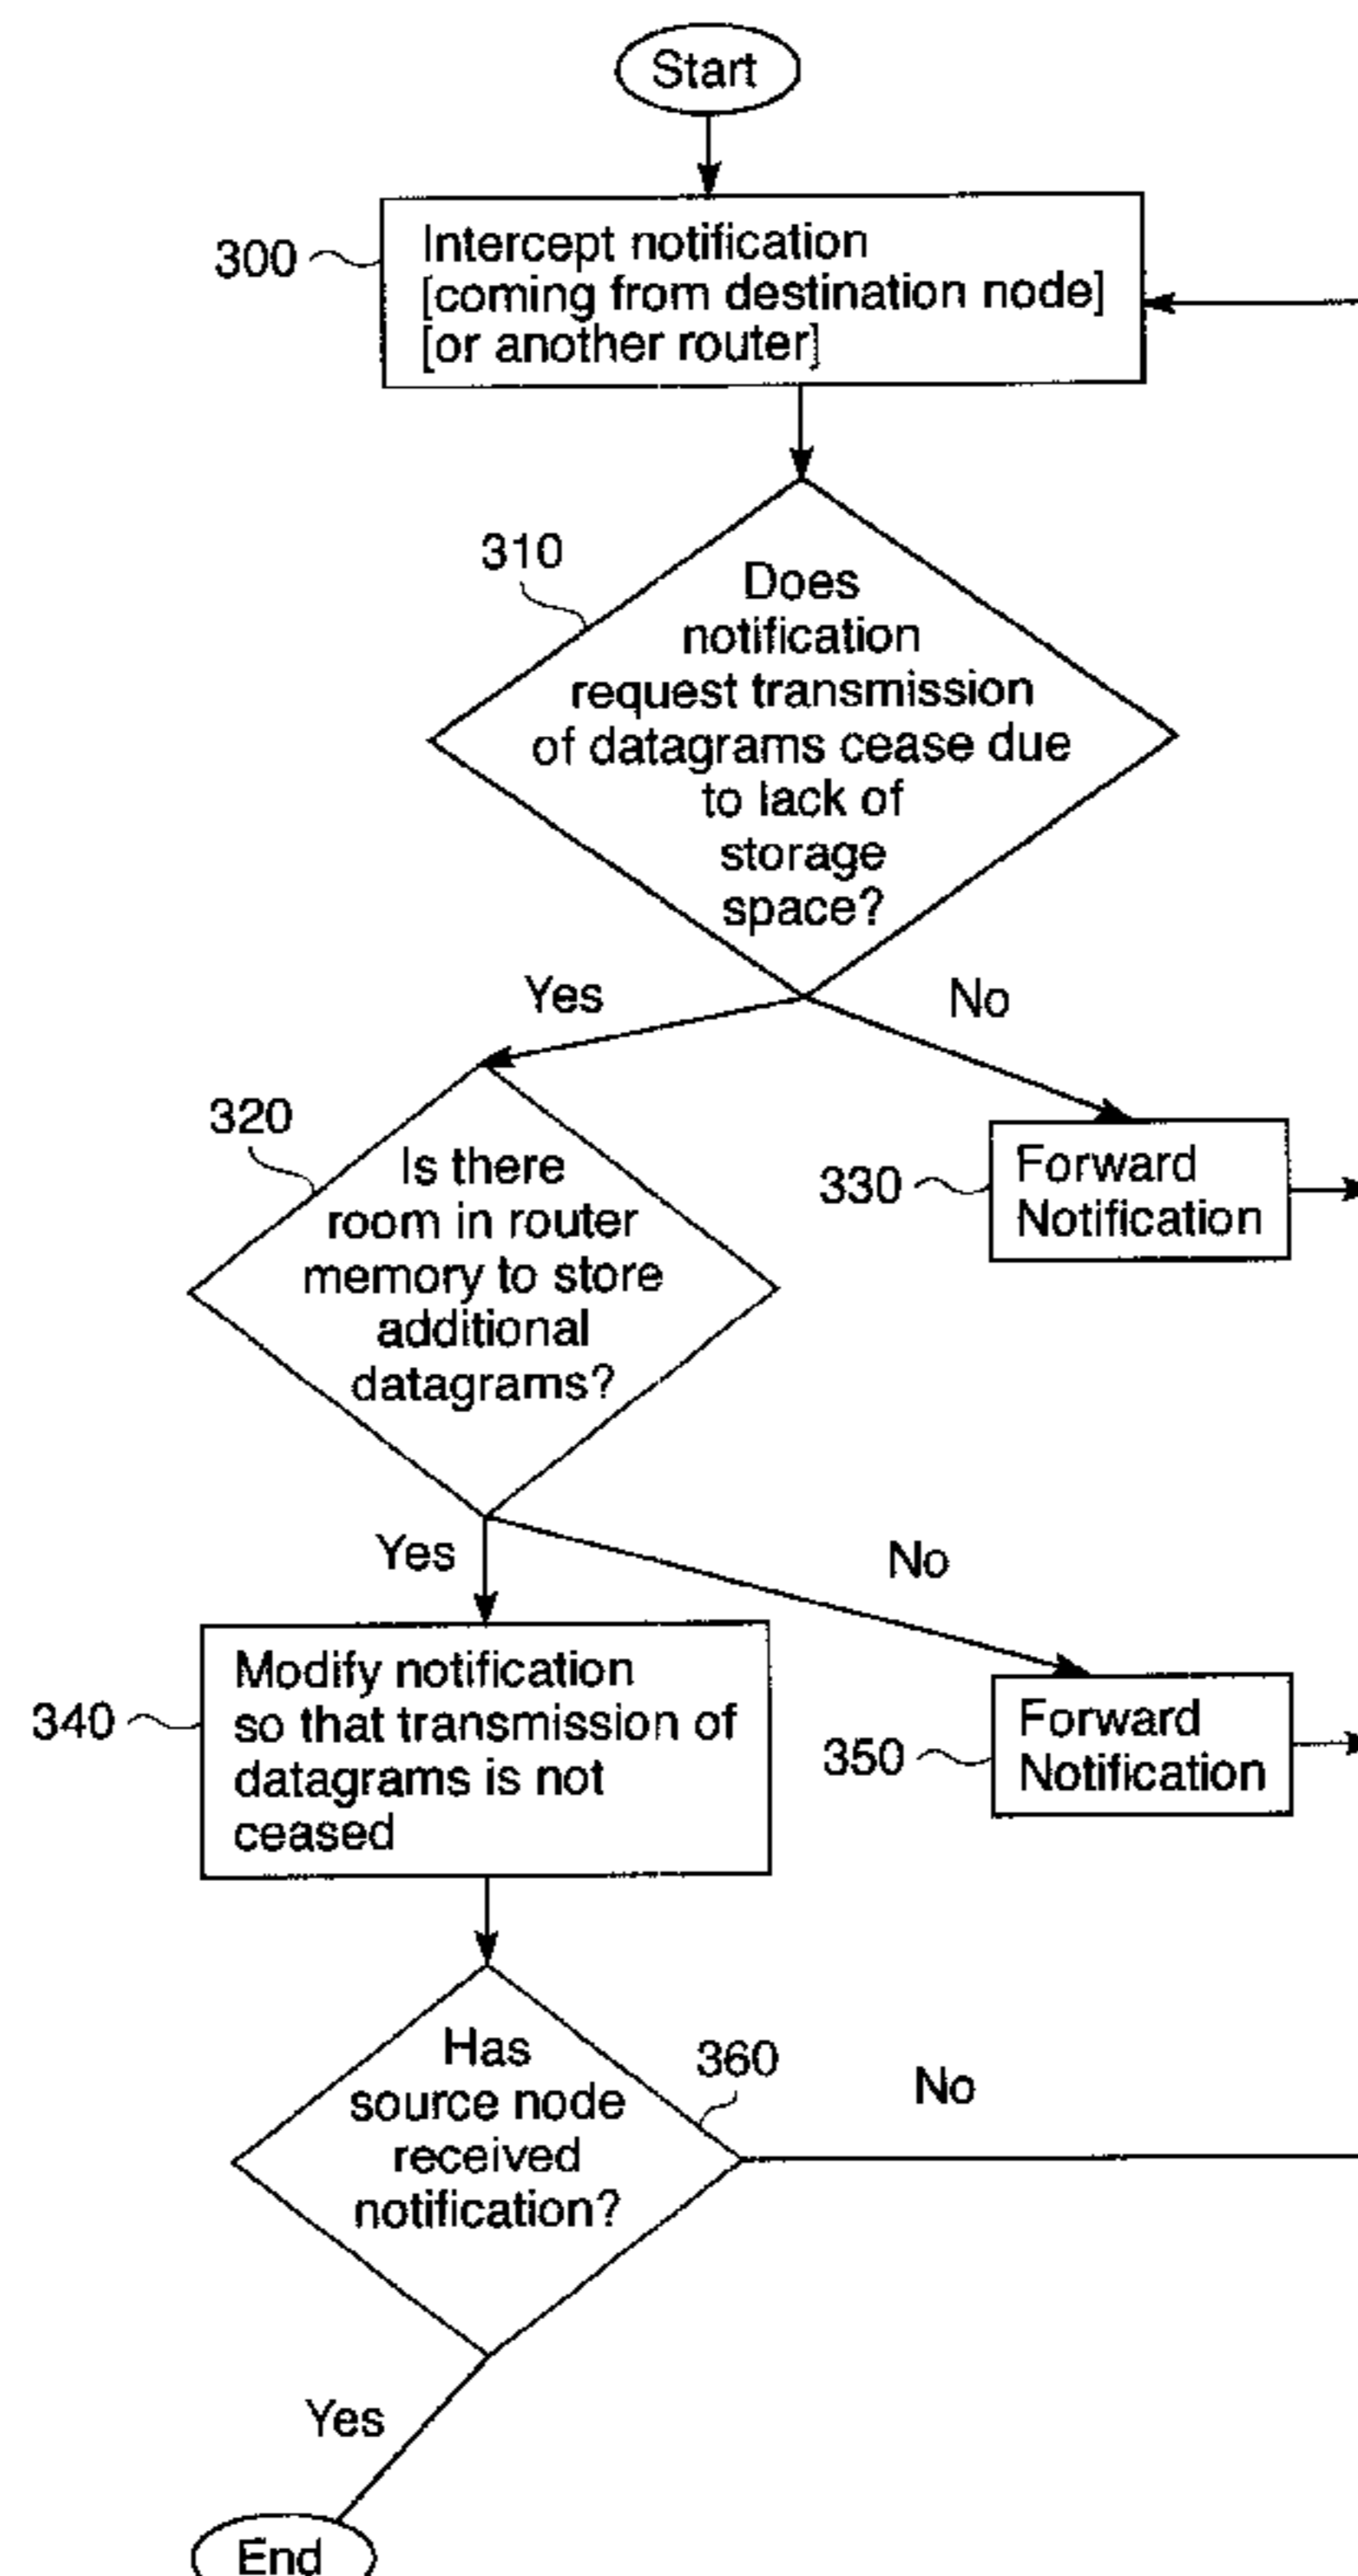 Start
300
Intercept notification
[coming from destination node]
[or another router]
310
Does
notification
request transmission
of datagrams cease due
to lack of
storage
space?
Yes
No
320
Is there
room in router
memory to store
additional
datagrams?
330
Forward
Notification
Yes
No
340
Modify notification
so that transmission of
datagrams is not
ceased
350
Forward
Notification
Has
source node
received
notification?
360
No
Yes
End